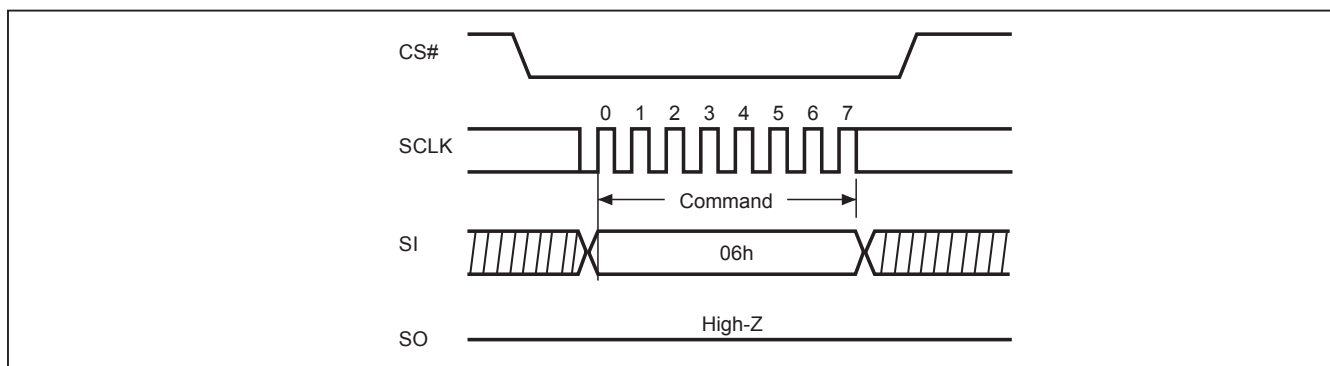 CS#
0 1 2 3 4 5 6 7
SCLK
Command
SI
06h
High-Z
SO